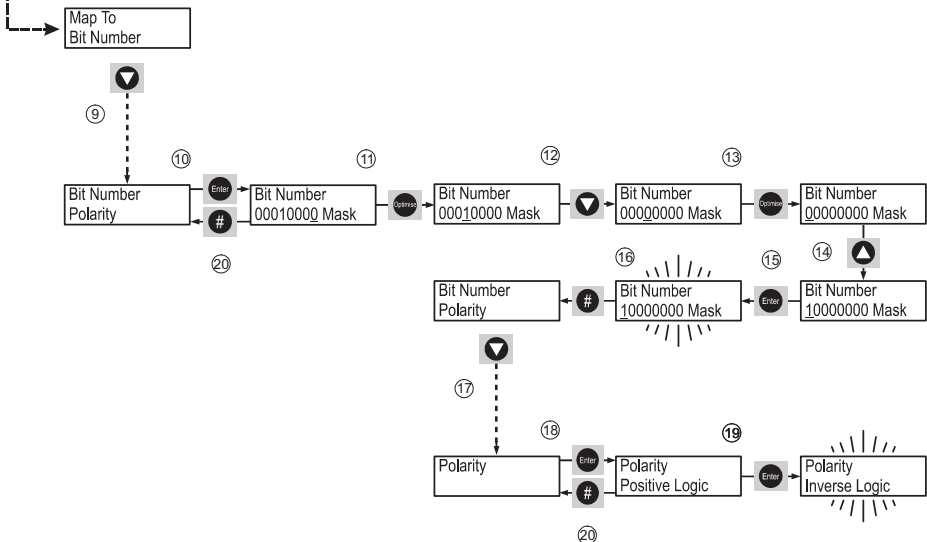 Map To
Bit Number
9
10
11
12
13
Bit Number
Polarity
Enter
#
Bit Number
00010000 Mask
Optimise
Bit Number
00010000 Mask
Bit Number
00000000 Mask
Optimise
Bit Number
00000000 Mask
20
16
15
14
Bit Number
Polarity
#
Bit Number
10000000 Mask
Enter
Bit Number
10000000 Mask
17
18
19
Polarity
Enter
#
Polarity
Positive Logic
Enter
Polarity
Inverse Logic
20